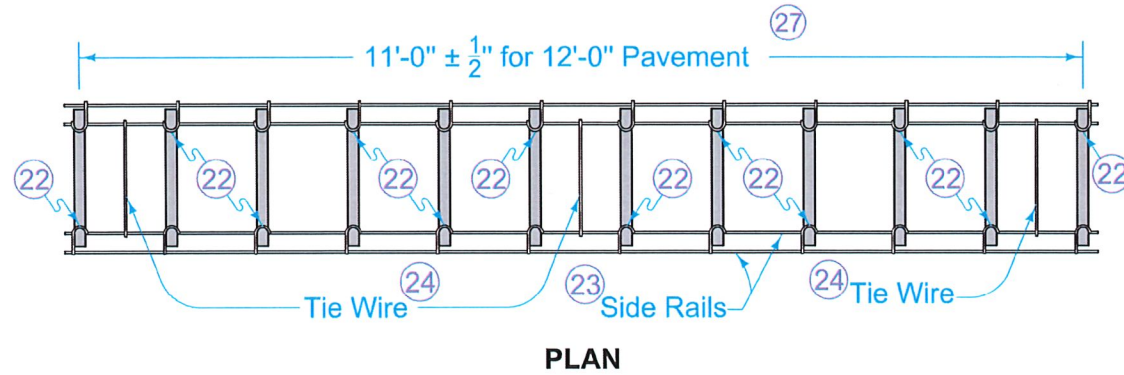 27
11'-0" ± 1/2" for 12'-0" Pavement
22 22 22 22 22 22 22 22
24 23 24
Tie Wire Side Rails Tie Wire
PLAN